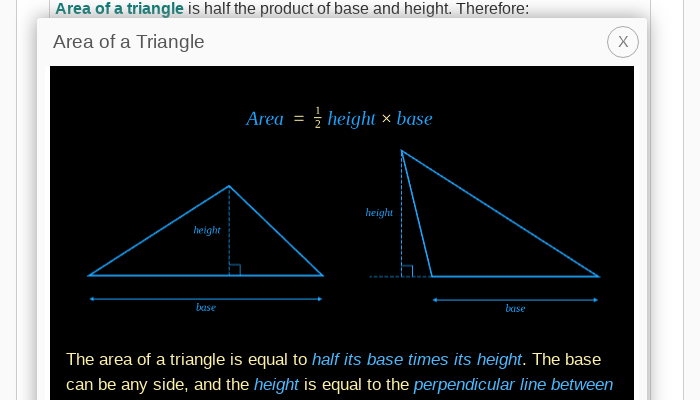 Area of a triangle is half the product of base and height. Therefore:
Area of a Triangle
X
Area = 1/2 height × base
height
height
base
base
The area of a triangle is equal to half its base times its height. The base
can be any side, and the height is equal to the perpendicular line between